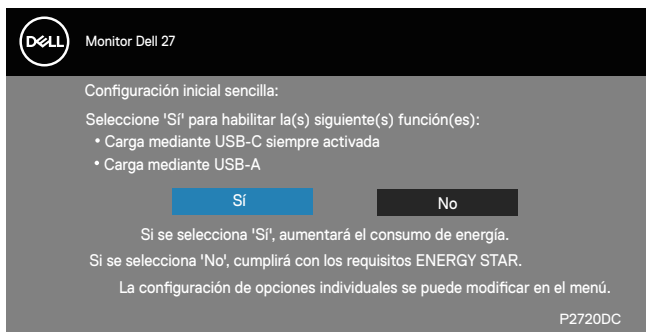 DELL
Monitor Dell 27
Configuración inicial sencilla:
Seleccione 'Sí' para habilitar la(s) siguiente(s) función(es):
• Carga mediante USB-C siempre activada
• Carga mediante USB-A
Sí No
Si se selecciona 'Sí', aumentará el consumo de energía.
Si se selecciona 'No', cumplirá con los requisitos ENERGY STAR.
La configuración de opciones individuales se puede modificar en el menú.
P2720DC